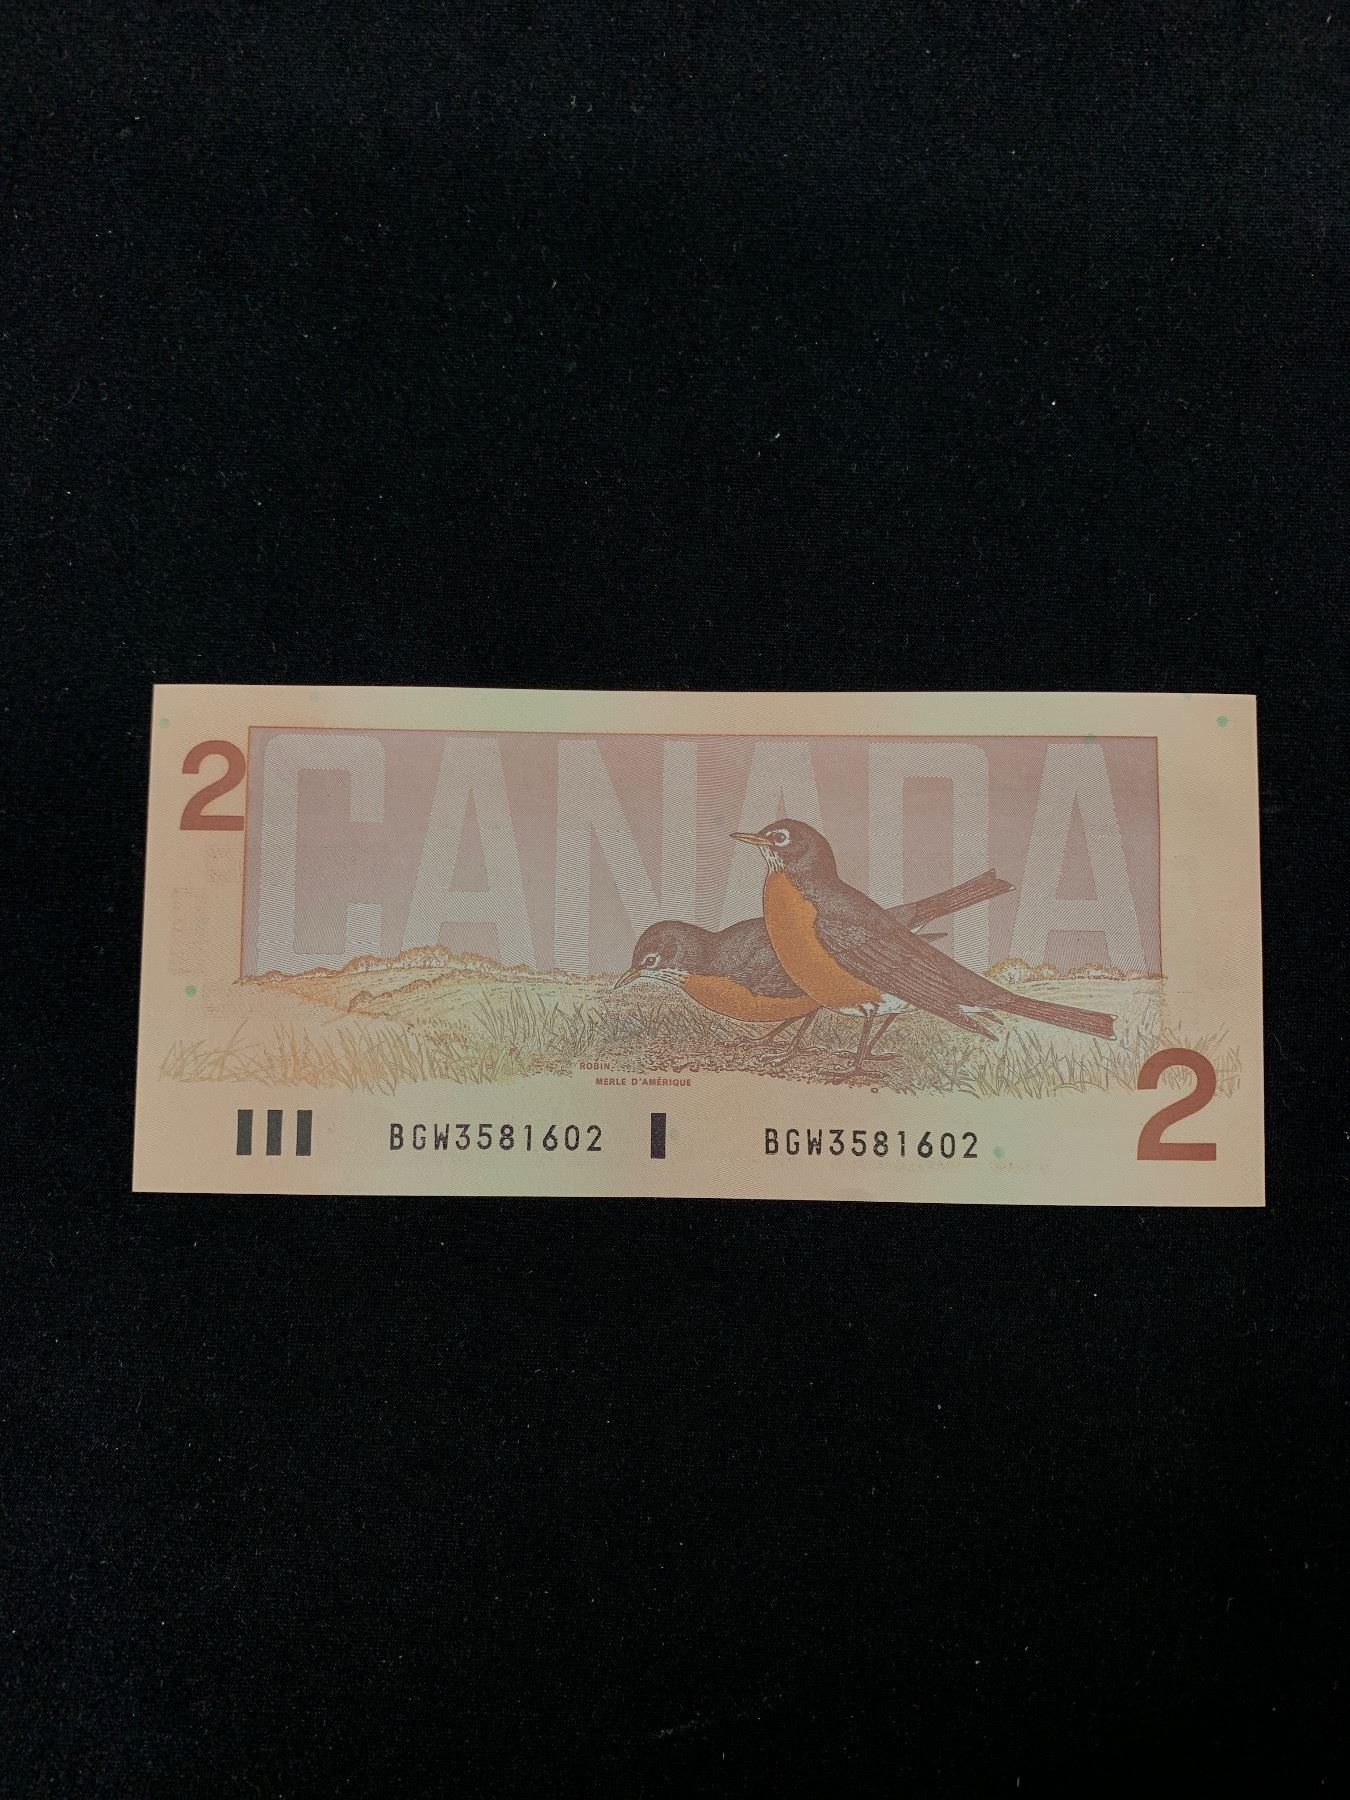 2
CANADA
ROBIN
MERLE D'AMÉRIQUE
BGW3581602 BGW3581602
2